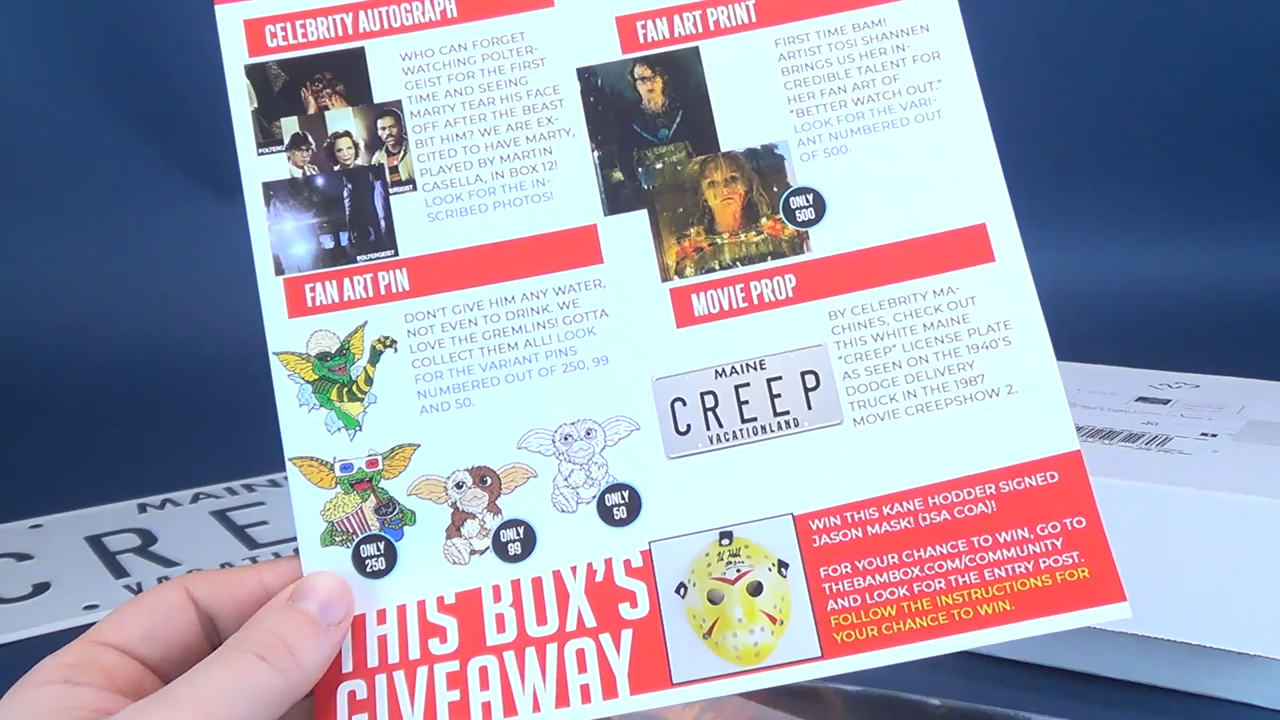 CELEBRITY AUTOGRAPH
WHO CAN FORGET
WATCHING POLTER-
GEIST FOR THE FIRST
TIME AND SEEING
MARTY TEAR HIS FACE
OFF AFTER THE BEAST
BIT HIM? WE ARE EX-
CITED TO HAVE MARTY,
PLAYED BY MARTIN
CASELLA, IN BOX 12!
LOOK FOR THE IN-
SCRIBED PHOTOS!
POLTERGEIST
FAN ART PRINT
FIRST TIME BAM!
ARTIST TOSI SHANNEN
BRINGS US HER IN-
CREDIBLE TALENT FOR
HER FAN ART OF
"BETTER WATCH OUT."
LOOK FOR THE VARI-
ANT NUMBERED OUT
OF 500.
ONLY
500
FAN ART PIN
DON'T GIVE HIM ANY WATER,
NOT EVEN TO DRINK. WE
LOVE THE GREMLINS! GOTTA
COLLECT THEM ALL! LOOK
FOR THE VARIANT PINS
NUMBERED OUT OF 250, 99
AND 50.
ONLY
250
ONLY
99
ONLY
50
MOVIE PROP
BY CELEBRITY MA-
CHINES, CHECK OUT
THIS WHITE MAINE
"CREEP" LICENSE PLATE
AS SEEN ON THE 1940'S
DODGE DELIVERY
TRUCK IN THE 1987
MOVIE CREEPSHOW 2.
MAINE
CREEP
VACATIONLAND
THIS BOX'S
GIVEAWAY
WIN THIS KANE HODDER SIGNED
JASON MASK! (JSA COA)!
FOR YOUR CHANCE TO WIN, GO TO
THEBAMBOX.COM/COMMUNITY
AND LOOK FOR THE ENTRY POST.
FOLLOW THE INSTRUCTIONS FOR
YOUR CHANCE TO WIN.
MAIN
CRE
VACAT